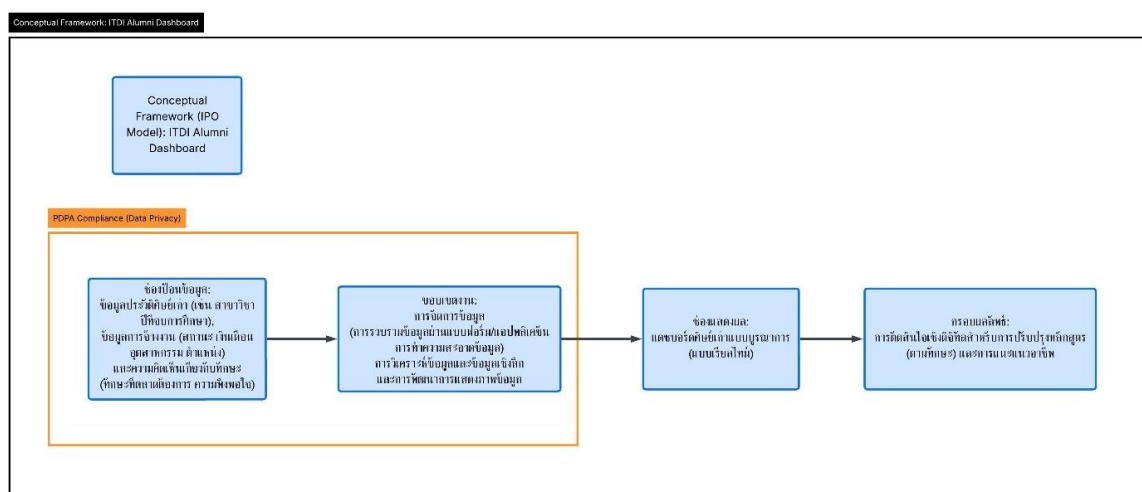 Conceptual Framework: ITDI Alumni Dashboard
Conceptual
Framework (IPO
Model): ITDI Alumni
Dashboard
PDPA Compliance (Data Privacy)
ช่องป้อนข้อมูล:
ข้อมูลประวัติศิษย์เก่า (เช่น สาขาวิชา
ปีที่จบการศึกษา),
ข้อมูลการจ้างงาน (สถานะ เงินเดือน
อุตสาหกรรม ตำแหน่ง)
และความคิดเห็นเกี่ยวกับทักษะ
(ทักษะที่ตลาดต้องการ ความพึงพอใจ)
ขอบเขตงาน:
การจัดการข้อมูล
(การรวบรวมข้อมูลผ่านแบบฟอร์ม/แอปพลิเคชัน
การทำความสะอาดข้อมูล)
การวิเคราะห์ข้อมูลและข้อมูลเชิงลึก
และการพัฒนาการแสดงภาพข้อมูล
ช่องแสดงผล:
แดชบอร์ดศิษย์เก่าแบบบูรณาการ
(แบบเรียลไทม์)
กรอบผลลัพธ์:
การตัดสินใจเชิงดิจิทัลสำหรับการปรับปรุงหลักสูตร
(ตามทักษะ) และการแนะแนวอาชีพ